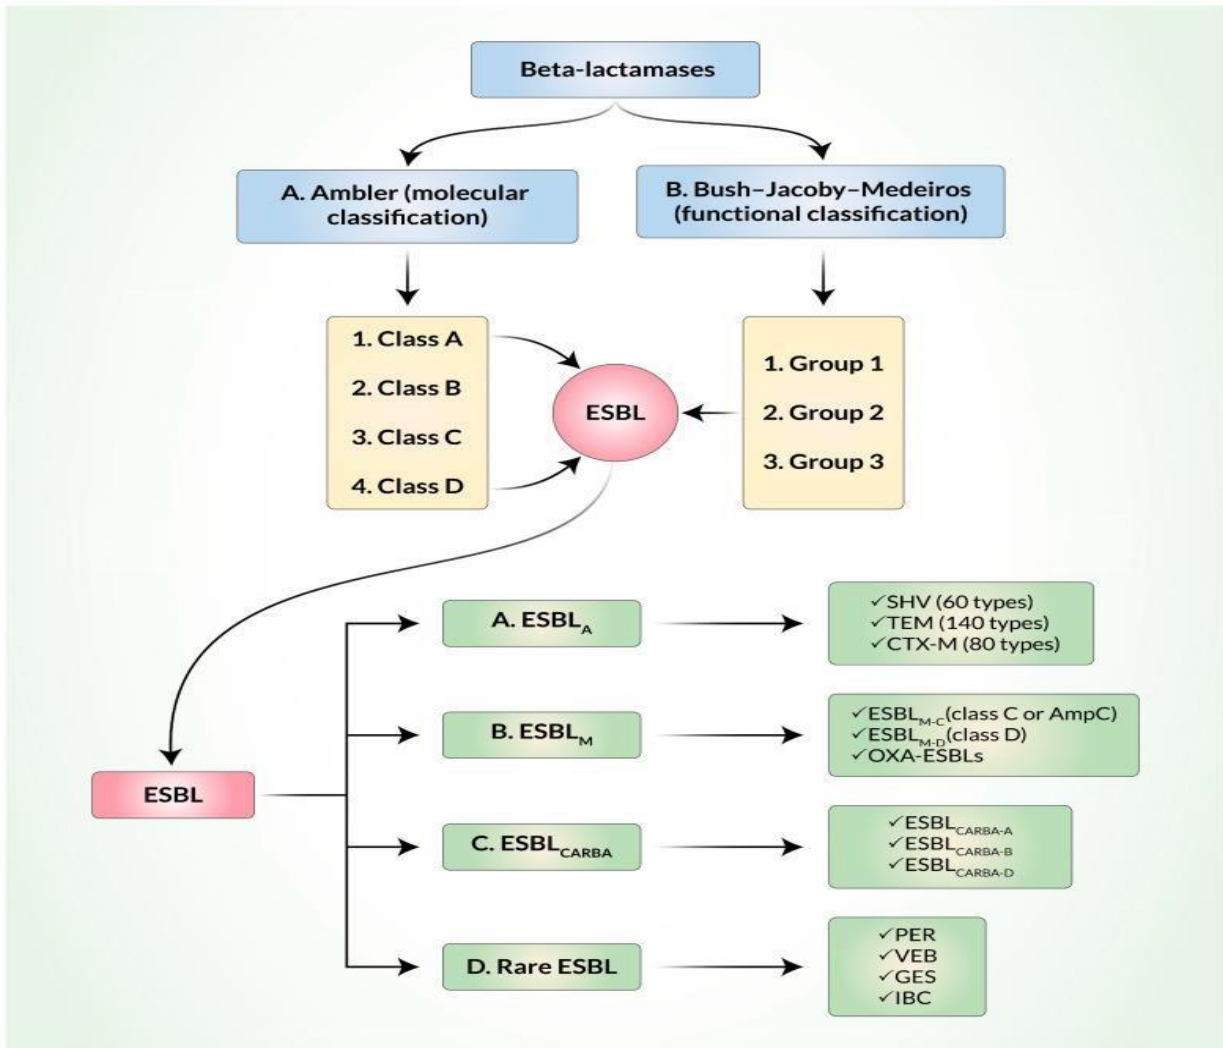 Beta-lactamases
A. Ambler (molecular
classification)
B. Bush–Jacoby–Medeiros
(functional classification)
1. Class A
2. Class B
3. Class C
4. Class D
ESBL
1. Group 1
2. Group 2
3. Group 3
ESBL
A. ESBLA
✓SHV (60 types)
✓TEM (140 types)
✓CTX-M (80 types)
B. ESBLM
✓ESBLM-C(class C or AmpC)
✓ESBLM-D(class D)
✓OXA-ESBLs
C. ESBLCARBA
✓ESBLCARBA-A
✓ESBLCARBA-B
✓ESBLCARBA-D
D. Rare ESBL
✓PER
✓VEB
✓GES
✓IBC